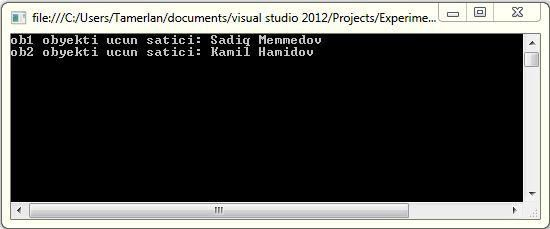 file:///C:/Users/Tamerlan/documents/visual studio 2012/Projects/Experime...
ob1 obyekti ucun satici: Sadiq Memmedov
ob2 obyekti ucun satici: Kamil Hamidov